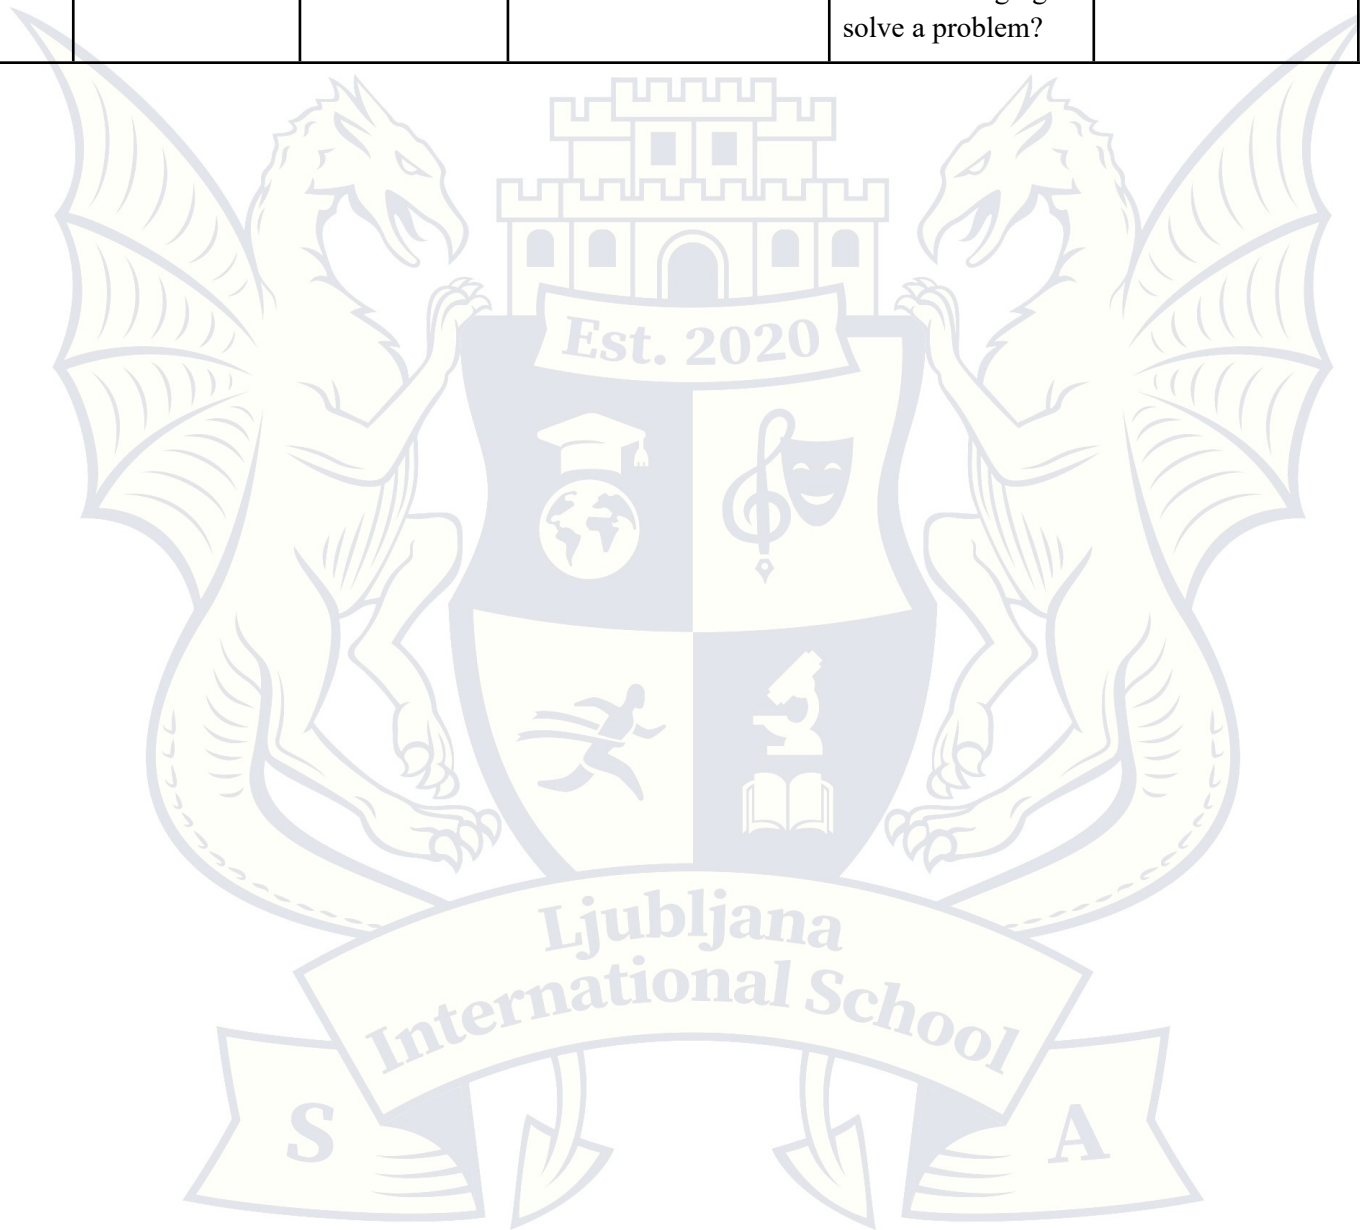 solve a problem?
Est. 2020
Ljubljana
International School
S
A